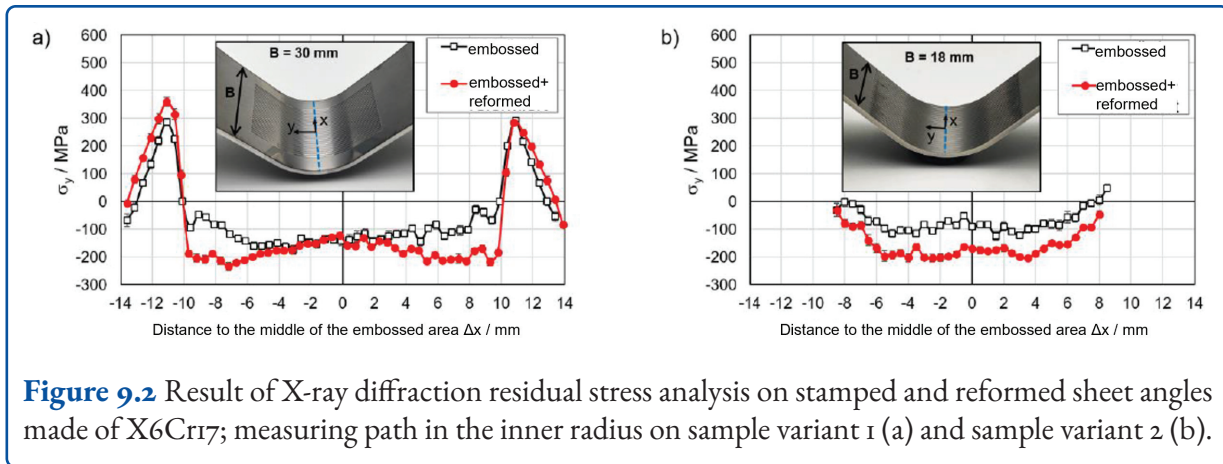 a)
600
500
400
300
200
100
0
-100
-200
-300
σy / MPa
B = 30 mm
B
y
x
embossed
embossed+
reformed
-14 -12 -10 -8 -6 -4 -2 0 2 4 6 8 10 12 14
Distance to the middle of the embossed area Δx / mm
b)
600
500
400
300
200
100
0
-100
-200
-300
σy / MPa
B = 18 mm
B
y
x
embossed
embossed+
reformed
-14 -12 -10 -8 -6 -4 -2 0 2 4 6 8 10 12 14
Distance to the middle of the embossed area Δx / mm
Figure 9.2 Result of X-ray diffraction residual stress analysis on stamped and reformed sheet angles
made of X6Cr17; measuring path in the inner radius on sample variant 1 (a) and sample variant 2 (b).